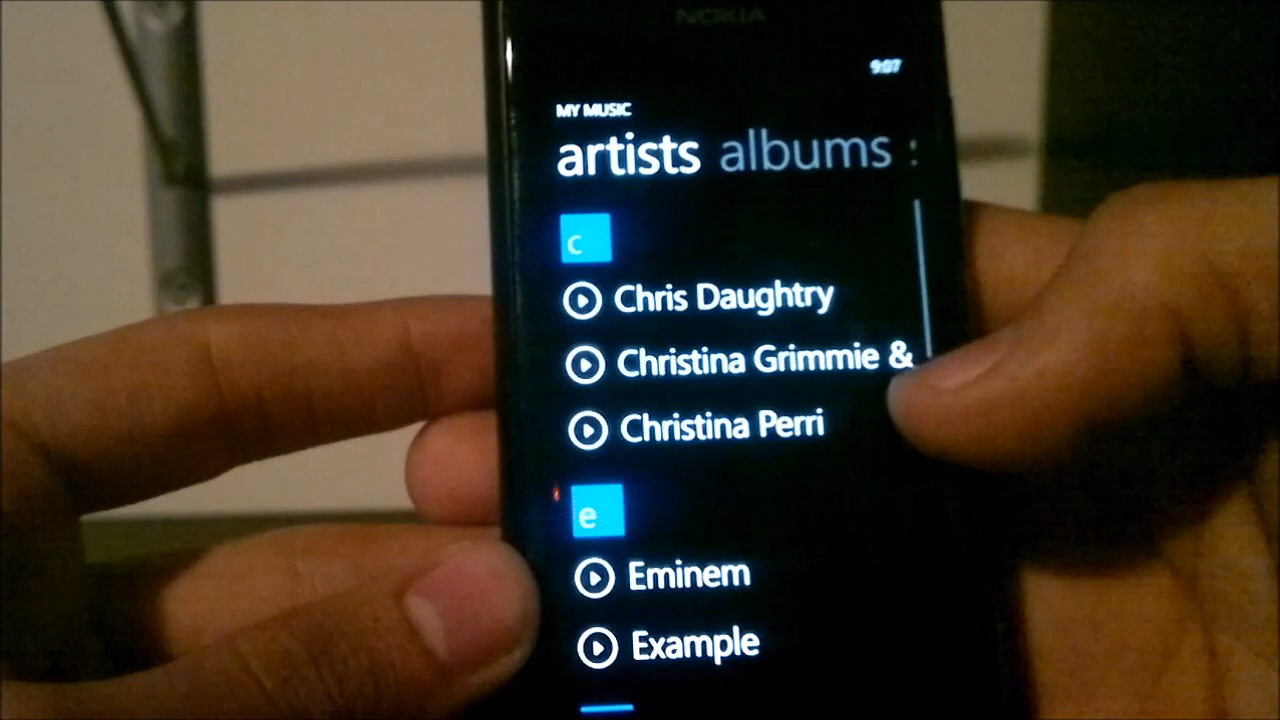 NOKIA
9:07
MY MUSIC
artists albums
c
Chris Daughtry
Christina Grimmie &
Christina Perri
e
Eminem
Example